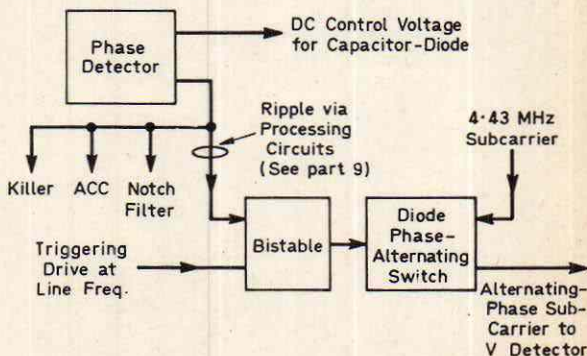 Phase
Detector
DC Control Voltage
for Capacitor-Diode
Ripple via
Processing
Circuits
(See part 9)
4·43 MHz
Subcarrier
Killer
ACC
Notch
Filter
Triggering
Drive at
Line Freq.
Bistable
Diode
Phase-
Alternating
Switch
Alternating-
Phase Sub-
Carrier to
V Detector